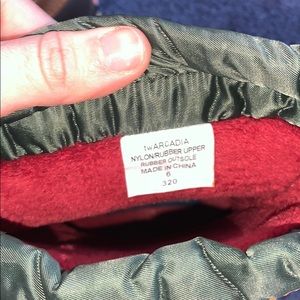 twARCADIA
NYLON/RUBBER UPPER
RUBBER OUTSOLE
MADE IN CHINA
6
320